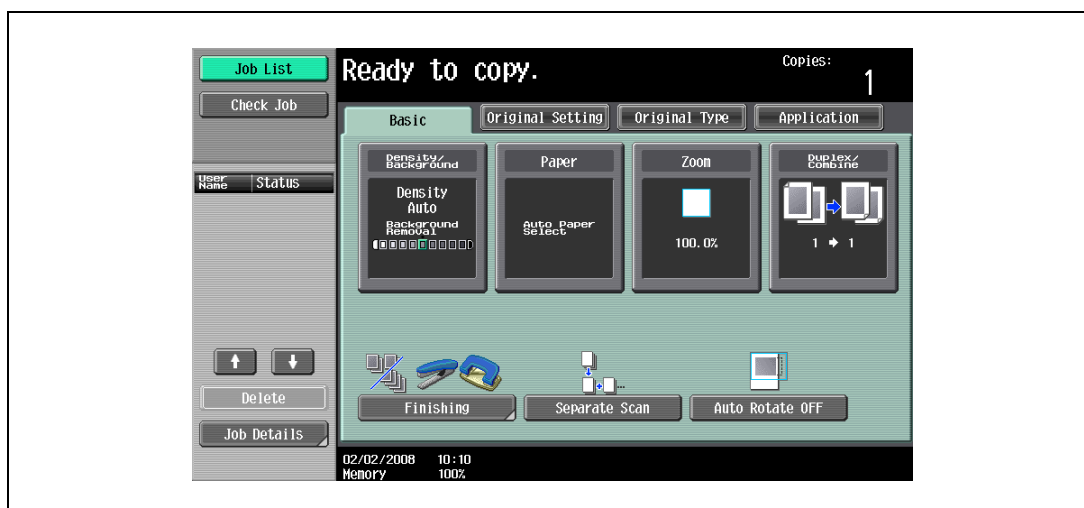 Job List
Check Job
User Name
Status
Delete
Job Details
Ready to copy.
Copies:
1
Basic
Original Setting
Original Type
Application
Density/
Background
Density
Auto
Background
Removal
Paper
Auto Paper
Select
Zoom
100.0%
Duplex/
Combine
1 → 1
Finishing
Separate Scan
Auto Rotate OFF
02/02/2008 10:10
Memory 100%